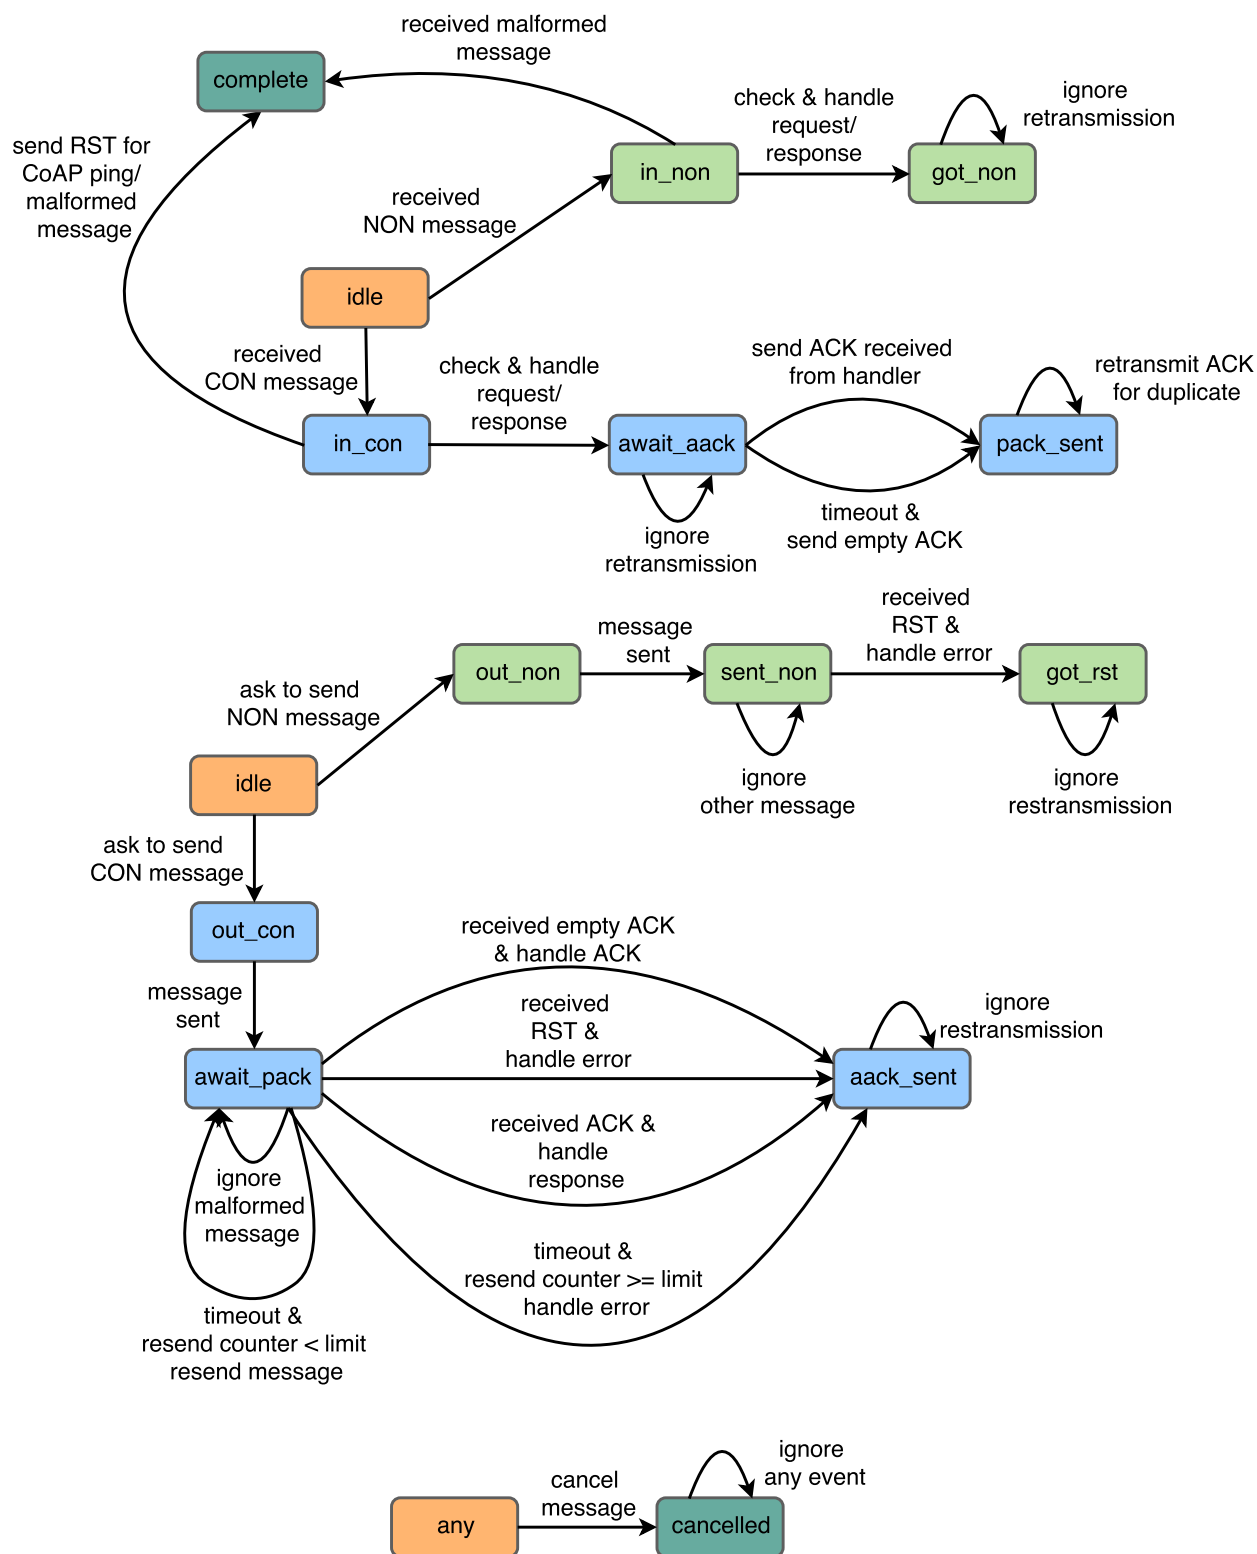 received malformed
message
complete
check & handle
request/
response
ignore
retransmission
send RST for
CoAP ping/
malformed
message
in_non
got_non
received
NON message
idle
received
CON message
check & handle
request/
response
send ACK received
from handler
retransmit ACK
for duplicate
in_con
await_aack
pack_sent
ignore
retransmission
timeout &
send empty ACK
received
RST &
handle error
message
sent
out_non
sent_non
got_rst
ask to send
NON message
ignore
other message
ignore
restransmission
idle
ask to send
CON message
out_con
received empty ACK
& handle ACK
message
sent
received
RST &
handle error
ignore
restransmission
await_pack
aack_sent
received ACK &
handle
response
ignore
malformed
message
timeout &
resend counter >= limit
handle error
timeout &
resend counter < limit
resend message
ignore
any event
cancel
message
any
cancelled